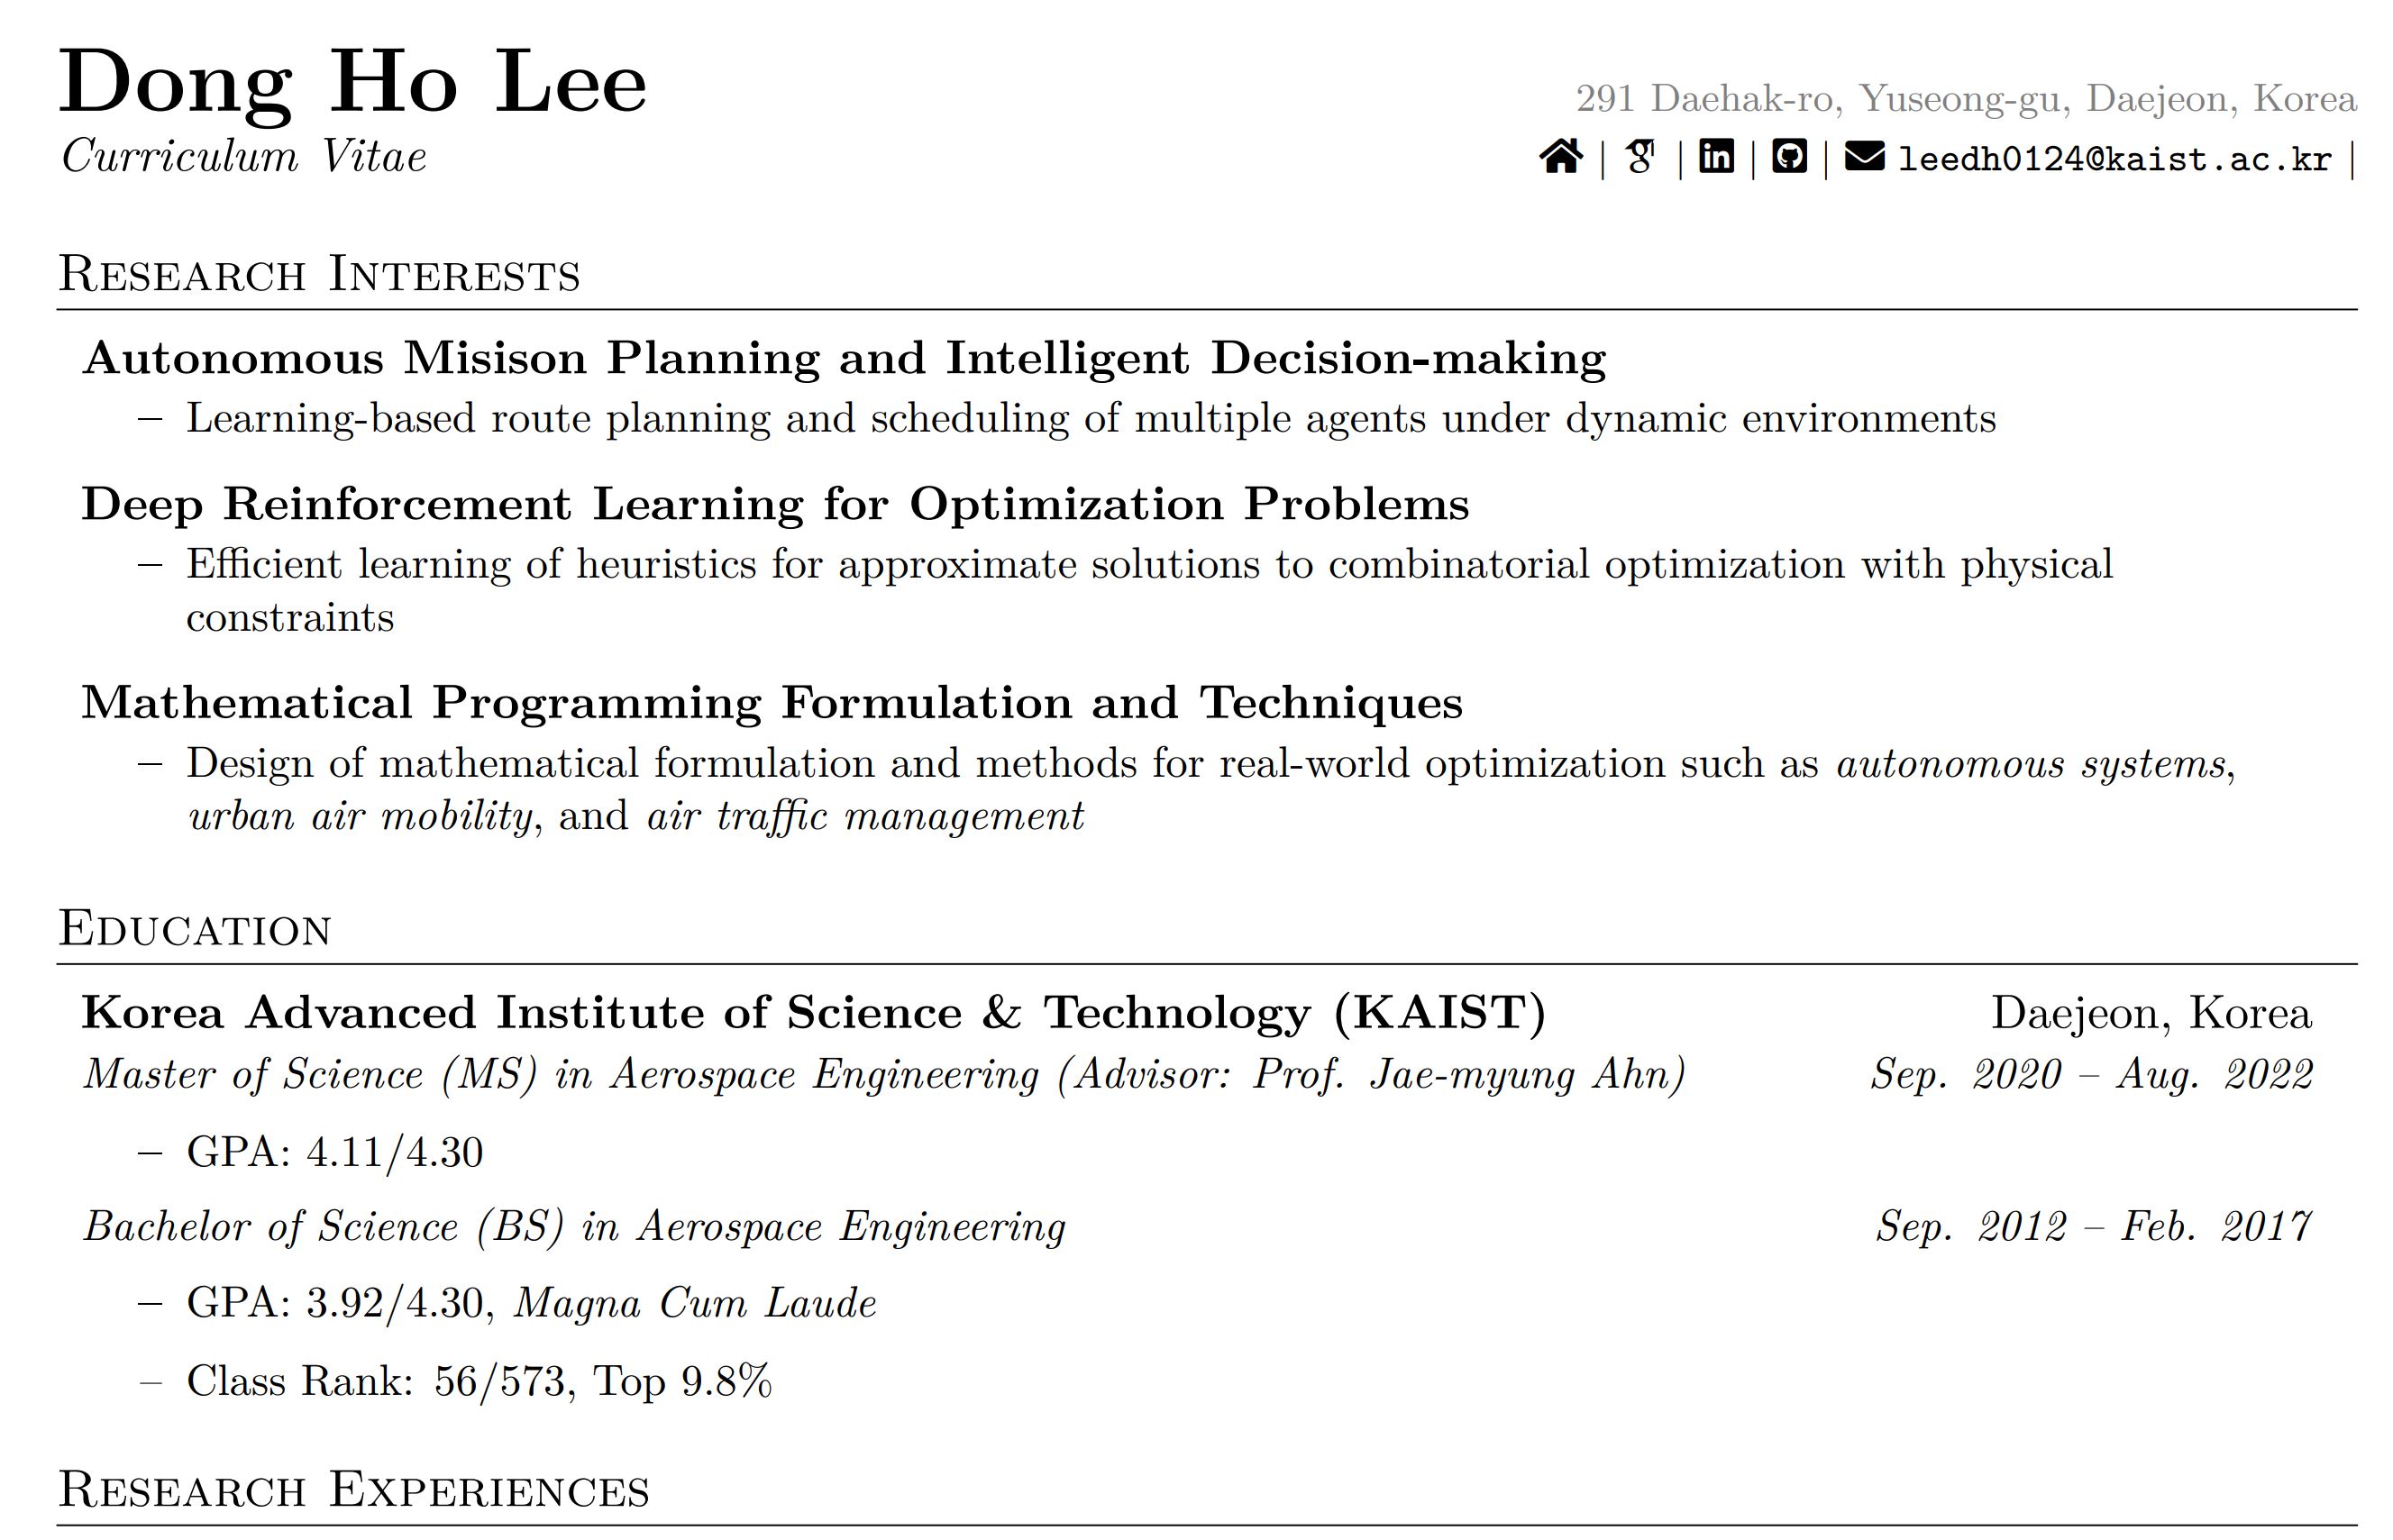 Dong Ho Lee
291 Daehak-ro, Yuseong-gu, Daejeon, Korea
Curriculum Vitae
| | | | leedh0124@kaist.ac.kr |
Research Interests
Autonomous Misison Planning and Intelligent Decision-making
– Learning-based route planning and scheduling of multiple agents under dynamic environments
Deep Reinforcement Learning for Optimization Problems
– Efficient learning of heuristics for approximate solutions to combinatorial optimization with physical
constraints
Mathematical Programming Formulation and Techniques
– Design of mathematical formulation and methods for real-world optimization such as autonomous systems,
urban air mobility, and air traffic management
Education
Korea Advanced Institute of Science & Technology (KAIST) Daejeon, Korea
Master of Science (MS) in Aerospace Engineering (Advisor: Prof. Jae-myung Ahn) Sep. 2020 – Aug. 2022
– GPA: 4.11/4.30
Bachelor of Science (BS) in Aerospace Engineering Sep. 2012 – Feb. 2017
– GPA: 3.92/4.30, Magna Cum Laude
– Class Rank: 56/573, Top 9.8%
Research Experiences